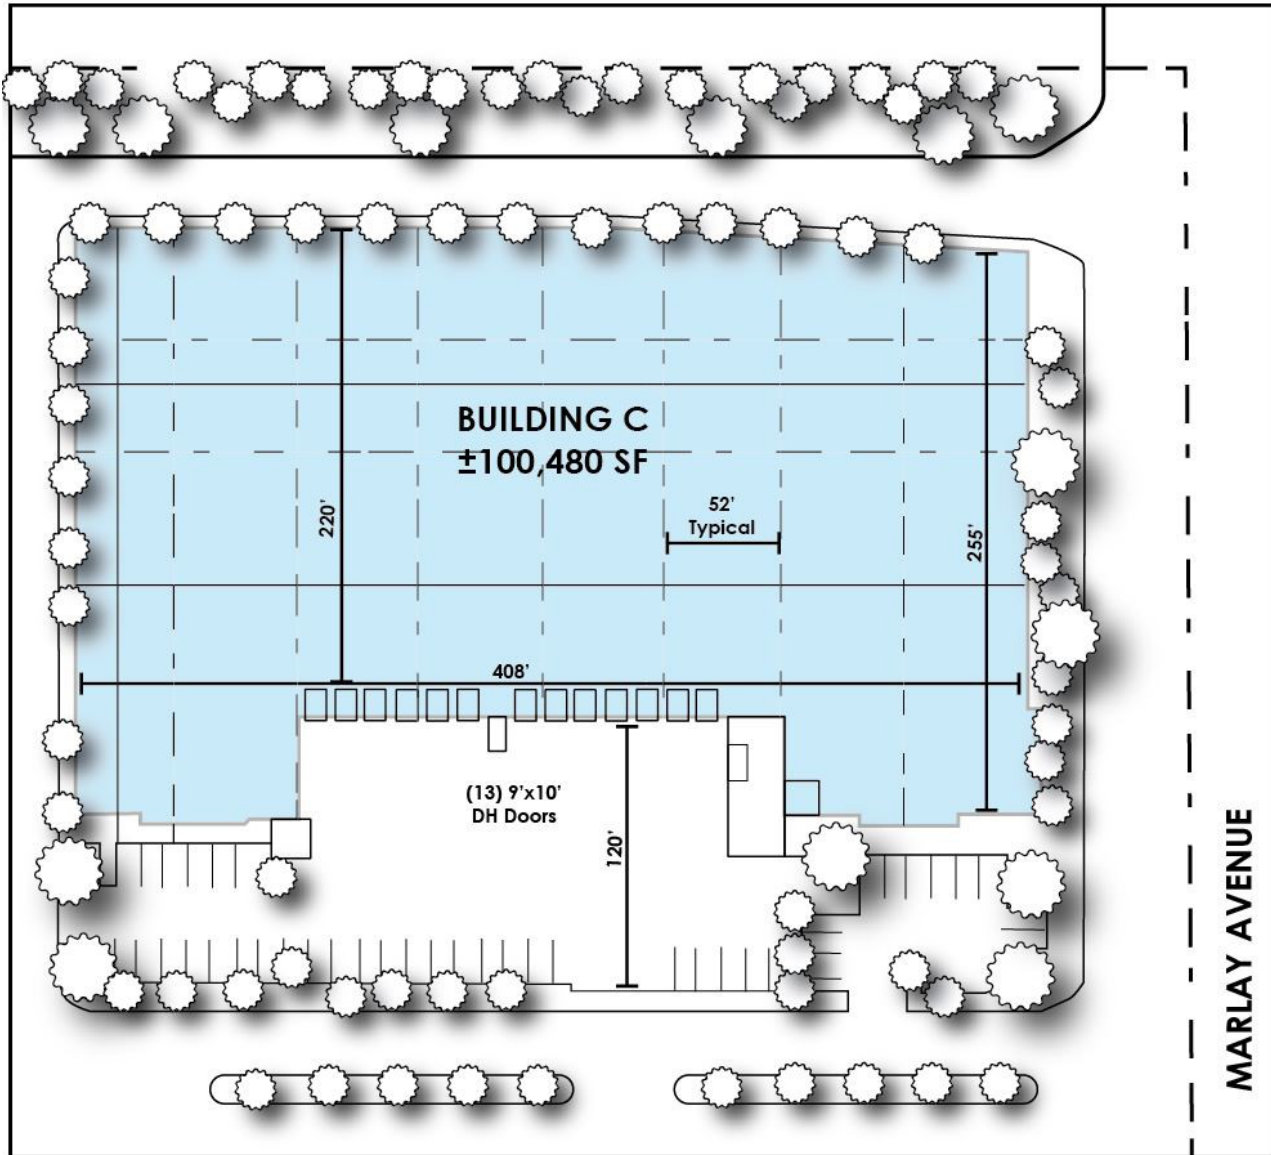 BUILDING C
±100,480 SF
52'
Typical
220'
255'
408'
(13) 9'x10'
DH Doors
120'
MARLAY AVENUE